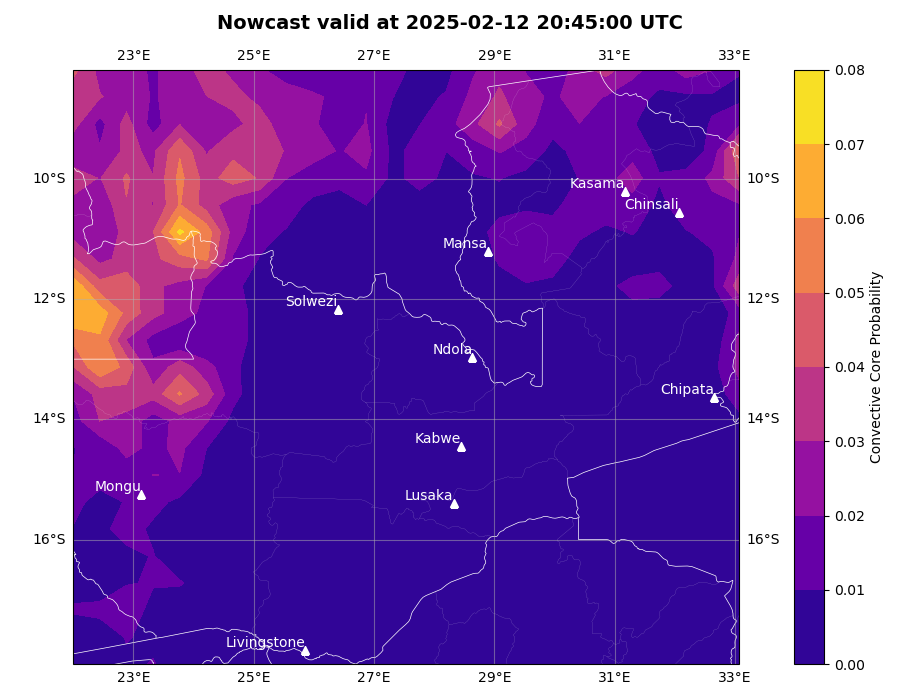 Nowcast valid at 2025-02-12 20:45:00 UTC
23°E 25°E 27°E 29°E 31°E 33°E
0.08
0.07
10°S 10°S
Kasama
Chinsali
0.06
Mansa
0.05
12°S 12°S
Solwezi
0.04
Ndola
Convective Core Probability
Chipata
14°S 14°S
0.03
Kabwe
Mongu
Lusaka
0.02
16°S 16°S
0.01
Livingstone
0.00
23°E 25°E 27°E 29°E 31°E 33°E